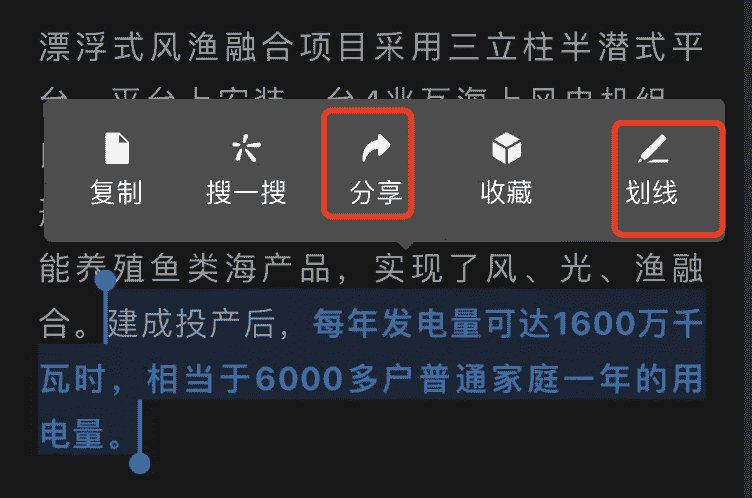 漂浮式风渔融合项目采用三立柱半潜式平
复制 搜一搜 分享 收藏 划线
能养殖鱼类海产品，实现了风、光、渔融
合。建成投产后，每年发电量可达1600万千
瓦时，相当于6000多户普通家庭一年的用
电量。